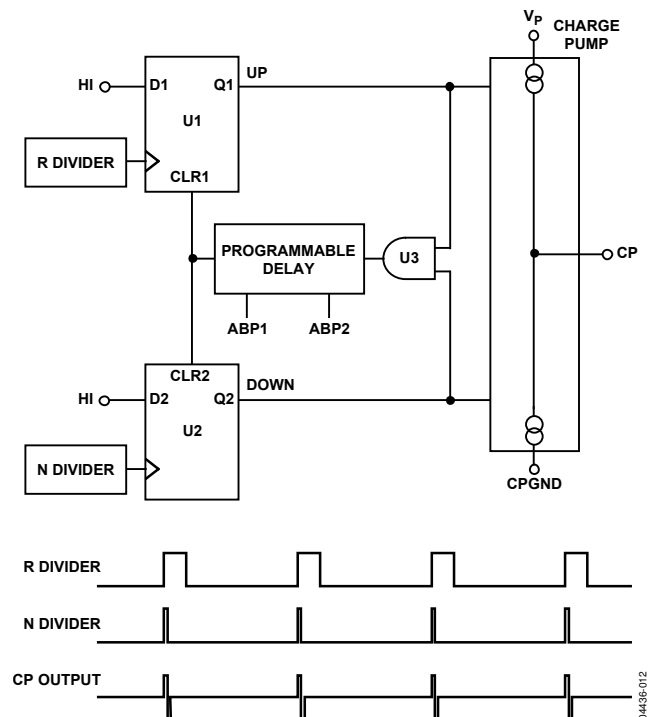 VP
CHARGE
PUMP
HI
D1
Q1
UP
U1
R DIVIDER
CLR1
PROGRAMMABLE
DELAY
U3
CP
ABP1
ABP2
CLR2
DOWN
HI
D2
Q2
U2
N DIVIDER
CPGND
R DIVIDER
N DIVIDER
CP OUTPUT
04436-012